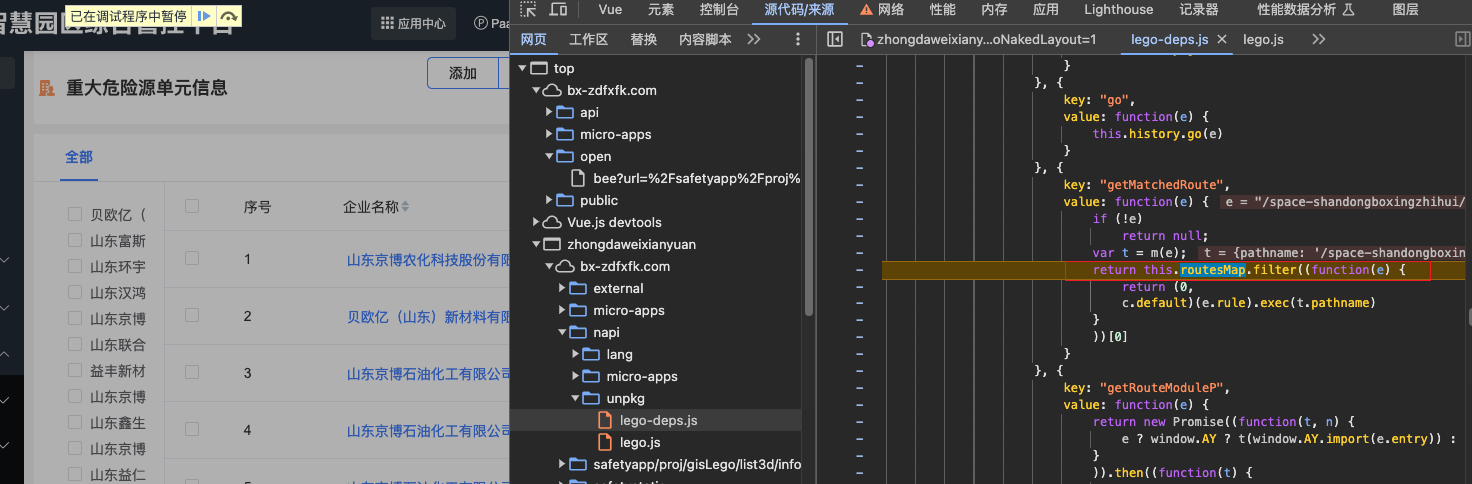 已在调试程序中暂停
应用中心
全部
重大危险源单元信息
添加
贝欧亿（
山东富斯
山东环宇
山东汉鸿
山东京博
山东联合
益丰新材
山东京博
山东鑫生
山东京博
山东益仁
序号
企业名称
1
山东京博农化科技股份有限
2
贝欧亿（山东）新材料有限
3
山东京博石油化工有限公司
4
山东京博石油化工有限公司
Vue
元素
控制台
源代码/来源
网络
性能
内存
应用
Lighthouse
记录器
性能数据分析
图层
网页
工作区
替换
内容脚本
top
bx-zdfxfk.com
api
micro-apps
open
bee?url=%2Fsafetyapp%2Fproj%
public
Vue.js devtools
zhongdaweixianyuan
bx-zdfxfk.com
external
micro-apps
napi
lang
micro-apps
unpkg
lego-deps.js
lego.js
safetyapp/proj/gisLego/list3d/info
zhongdaweixiany…oNakedLayout=1
lego-deps.js
lego.js
}
}, {
key: "go",
value: function(e) {
this.history.go(e)
}
}, {
key: "getMatchedRoute",
value: function(e) { e = "/space-shandongboxingzhihui/
if (!e)
return null;
var t = m(e); t = {pathname: '/space-shandongboxin
return this.routesMap.filter((function(e) {
return (0,
c.default)(e.rule).exec(t.pathname)
}
))[0]
}
}, {
key: "getRouteModuleP",
value: function(e) {
return new Promise((function(t, n) {
e ? window.AY ? t(window.AY.import(e.entry)) :
}
)).then((function(t) {